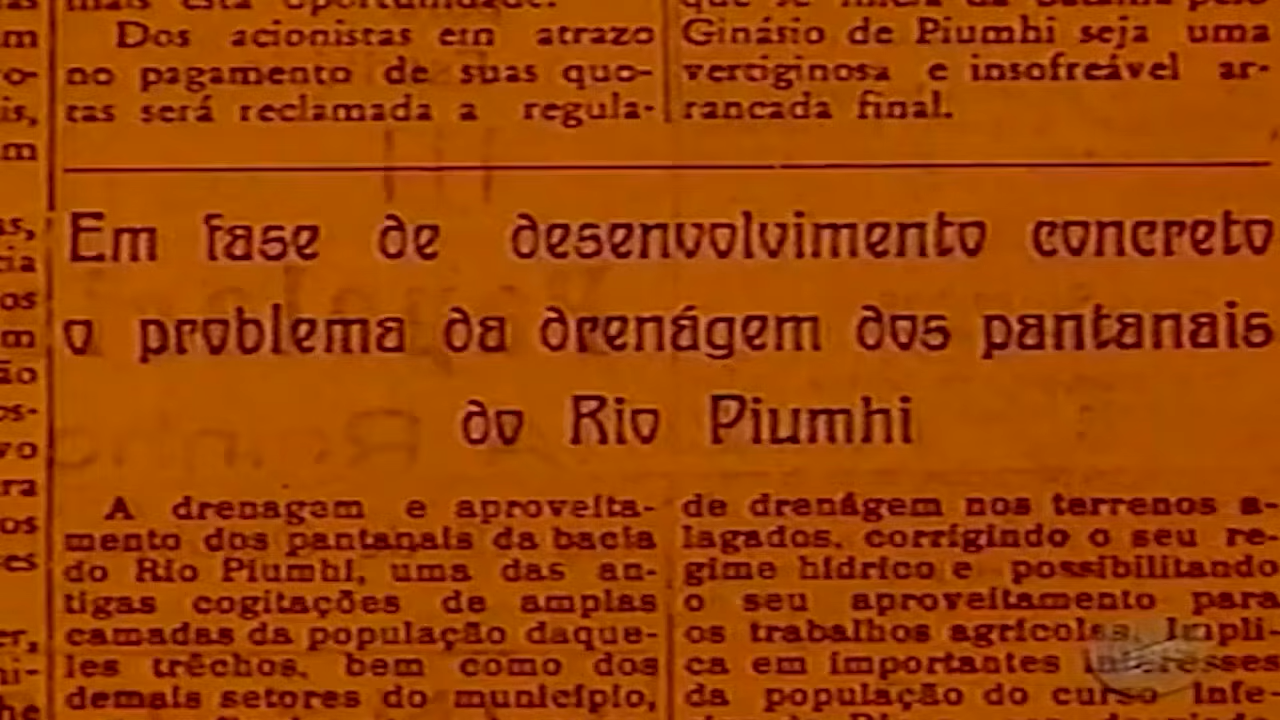 Dos acionistas em atrazo
no pagamento de suas quo-
tas será reclamada a regula-
que se inicia da batalha pelo
Ginásio de Piumhi seja uma
vertiginosa e insofreável ar-
rancada final.
Em fase de desenvolvimento concreto
o problema da drenágem dos pantanais
do Rio Piumhi
A drenagem e aproveita-
mento dos pantanais da bacia
do Rio Piumhi, uma das an-
tigas cogitações de amplas
camadas da população daque-
les trêchos, bem como dos
demais setores do município,
de drenágem nos terrenos a-
lagados, corrigindo o seu re-
gime hídrico e possibilitando
o seu aproveitamento para
os trabalhos agrícolas. Impli-
ca em importantes interesses
da população do curso infe-